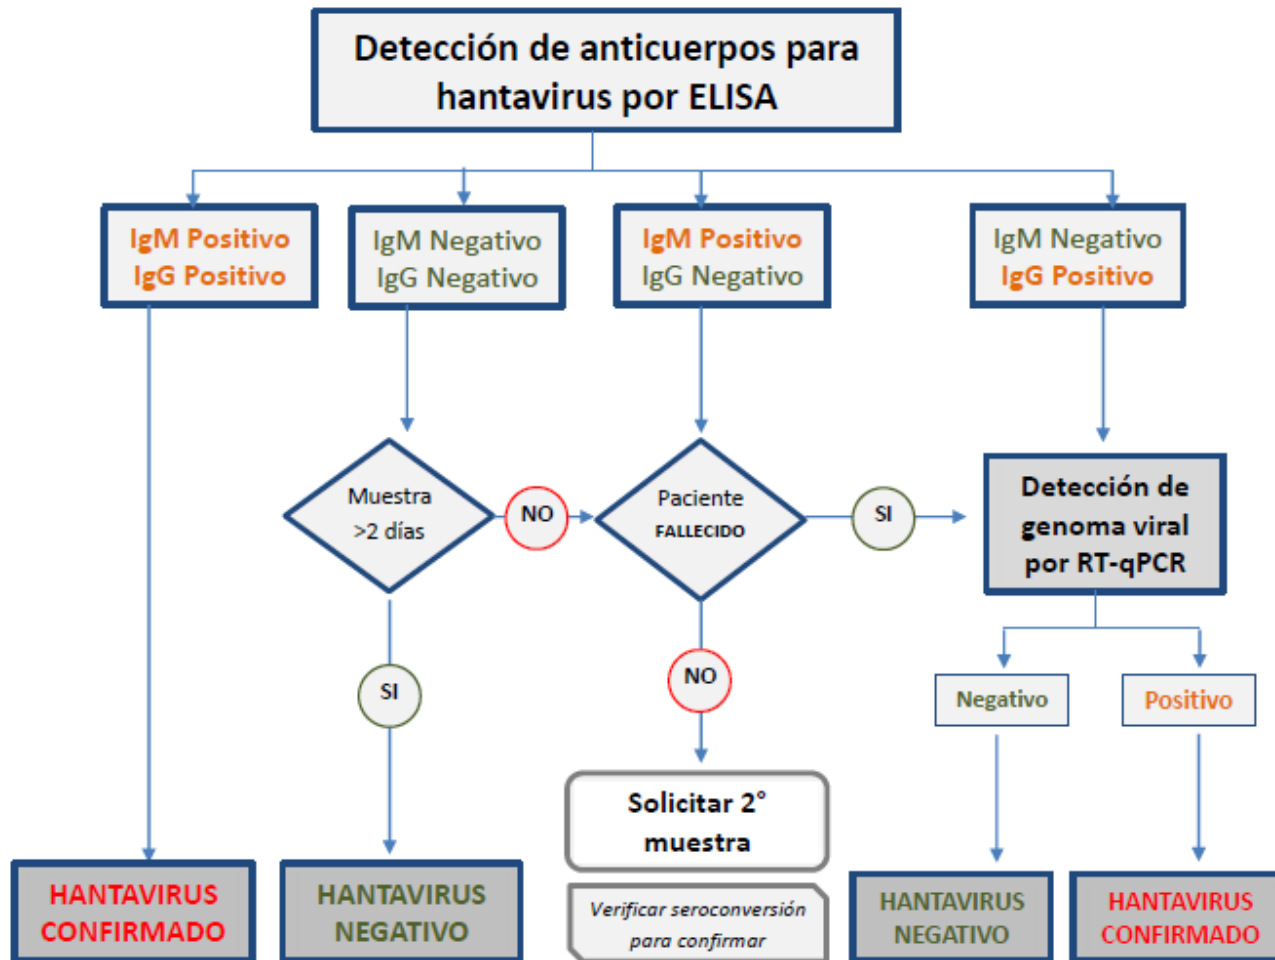 Detección de anticuerpos para
hantavirus por ELISA
IgM Positivo
IgG Positivo
IgM Negativo
IgG Negativo
IgM Positivo
IgG Negativo
IgM Negativo
IgG Positivo
Muestra
>2 días
NO
Paciente
FALLECIDO
SI
Detección de
genoma viral
por RT-qPCR
SI
NO
Negativo
Positivo
Solicitar 2°
muestra
HANTAVIRUS
CONFIRMADO
HANTAVIRUS
NEGATIVO
Verificar seroconversión
para confirmar
HANTAVIRUS
NEGATIVO
HANTAVIRUS
CONFIRMADO